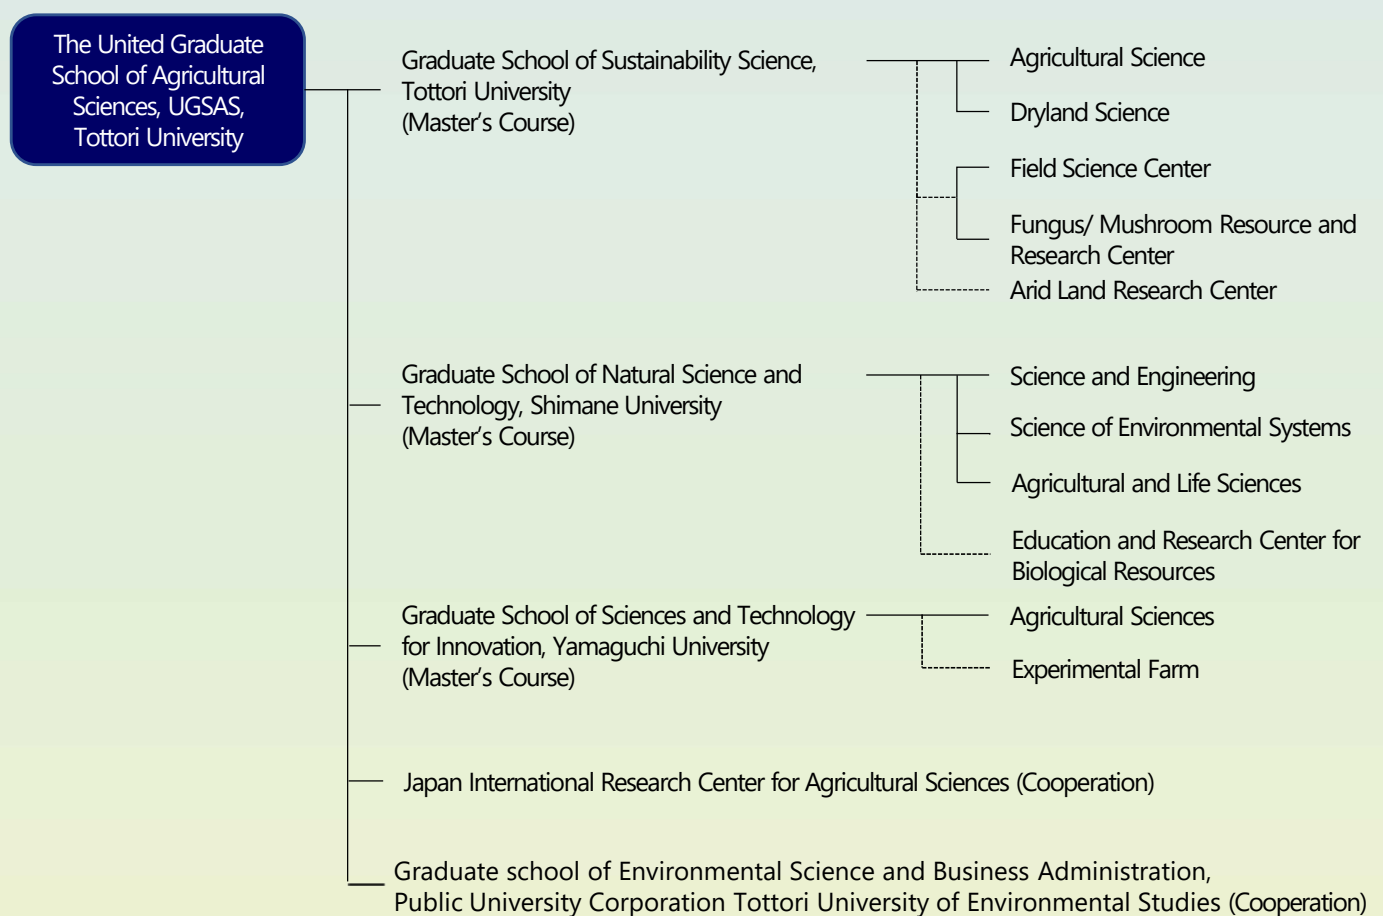 The United Graduate
School of Agricultural
Sciences, UGSAS,
Tottori University
Graduate School of Sustainability Science,
Tottori University
(Master's Course)
Agricultural Science
Dryland Science
Field Science Center
Fungus/ Mushroom Resource and
Research Center
Arid Land Research Center
Graduate School of Natural Science and
Technology, Shimane University
(Master's Course)
Science and Engineering
Science of Environmental Systems
Agricultural and Life Sciences
Education and Research Center for
Biological Resources
Graduate School of Sciences and Technology
for Innovation, Yamaguchi University
(Master's Course)
Agricultural Sciences
Experimental Farm
Japan International Research Center for Agricultural Sciences (Cooperation)
Graduate school of Environmental Science and Business Administration,
Public University Corporation Tottori University of Environmental Studies (Cooperation)